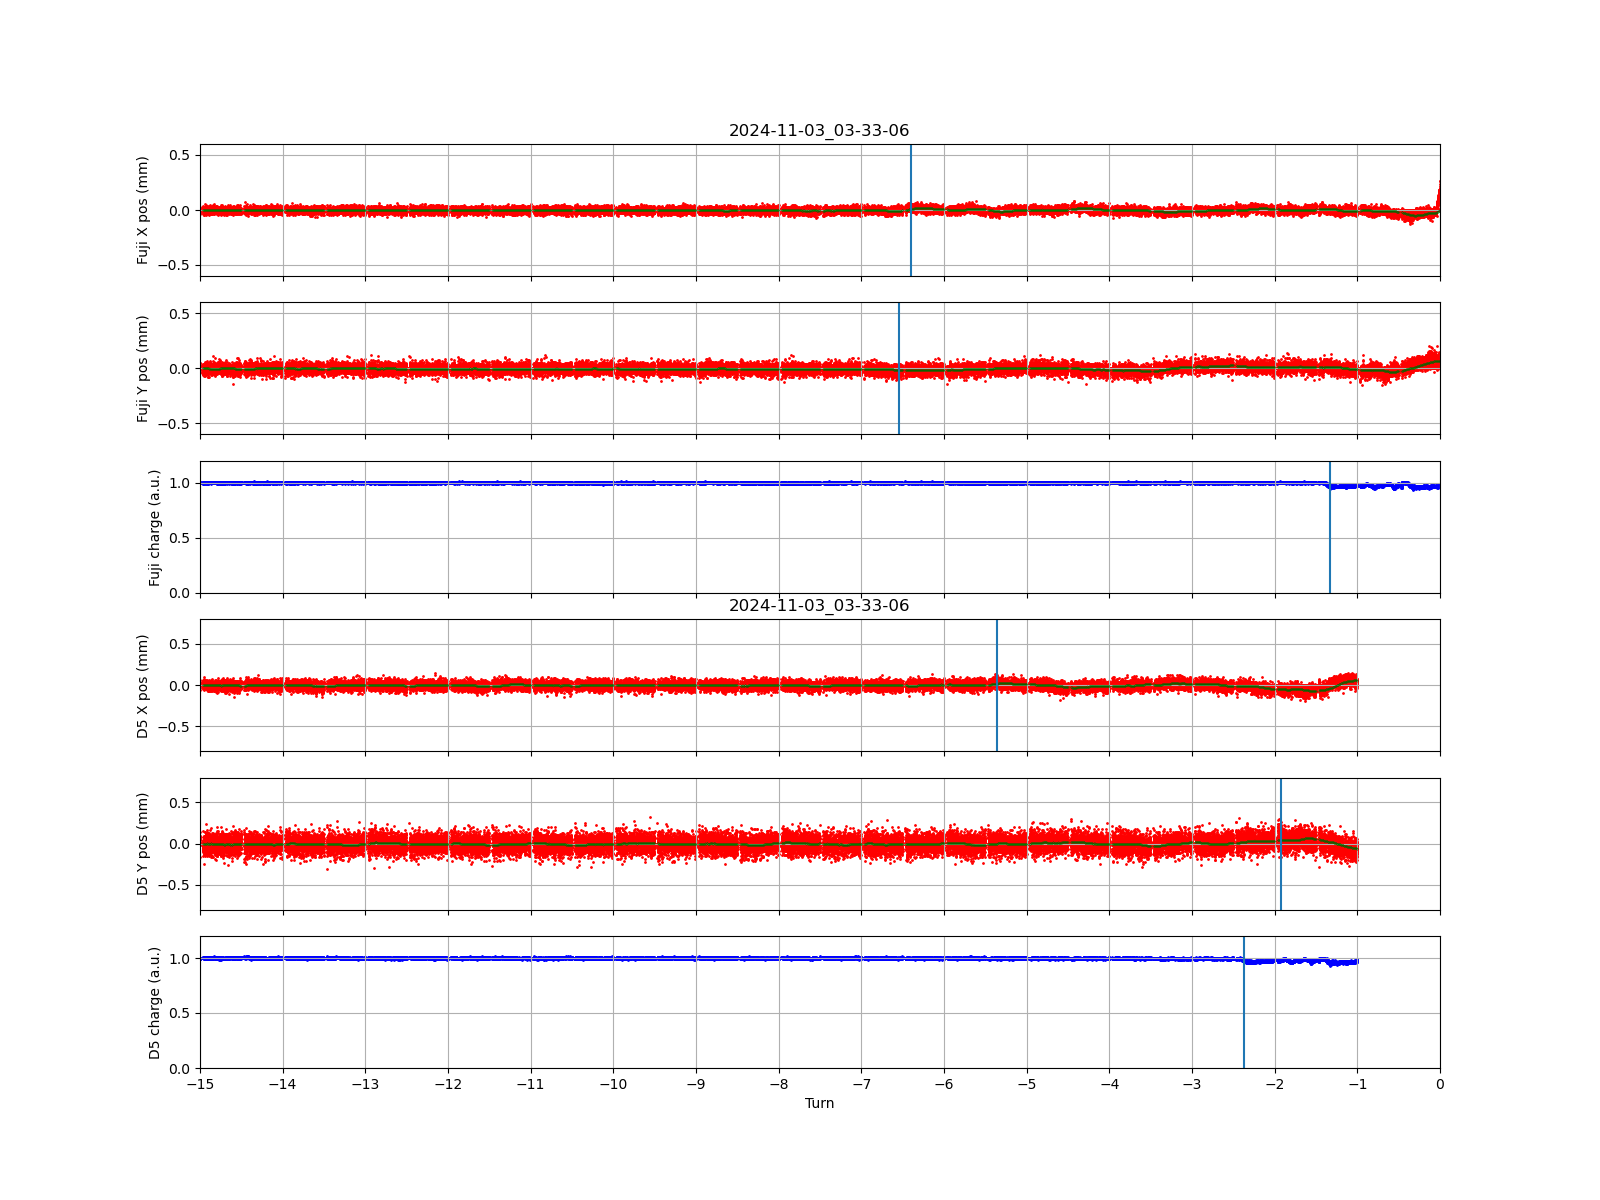 2024-11-03_03-33-06
Fuji X pos (mm)
0.5
0.0
−0.5
Fuji Y pos (mm)
0.5
0.0
−0.5
Fuji charge (a.u.)
1.0
0.5
0.0
2024-11-03_03-33-06
D5 X pos (mm)
0.5
0.0
−0.5
D5 Y pos (mm)
0.5
0.0
−0.5
D5 charge (a.u.)
1.0
0.5
0.0
−15 −14 −13 −12 −11 −10 −9 −8 −7 −6 −5 −4 −3 −2 −1 0
Turn